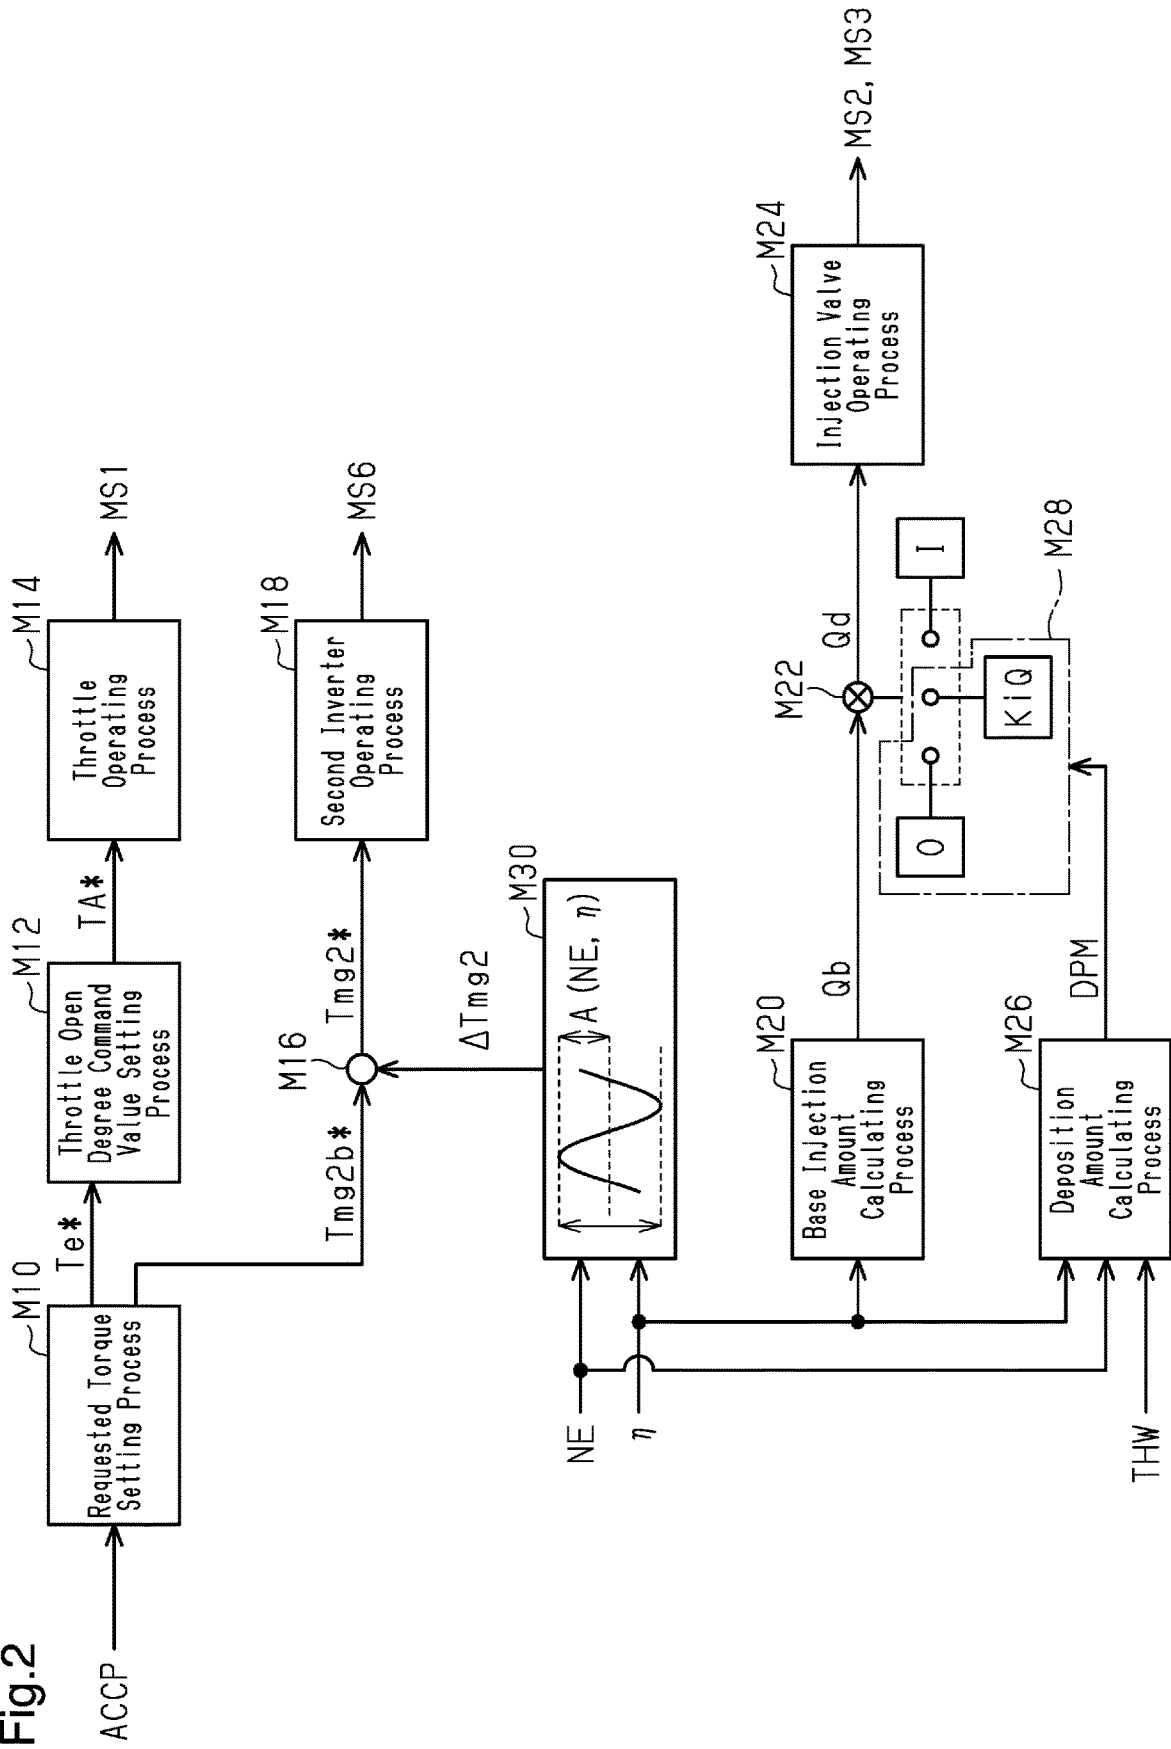 Fig.2
ACCP
M10
Requested Torque
Setting Process
Te*
M12
Throttle Open
Degree Command
Value Setting
Process
TA*
M14
Throttle
Operating
Process
MS1
Tmg2b*
M16
Tmg2*
M18
Second Inverter
Operating
Process
MS6
ΔTmg2
M30
A (NE, η)
NE
η
M20
Base Injection
Amount
Calculating
Process
Qb
M22
Qd
M24
Injection Valve
Operating
Process
MS2, MS3
0
KiQ
1
M28
THW
M26
Deposition
Amount
Calculating
Process
DPM